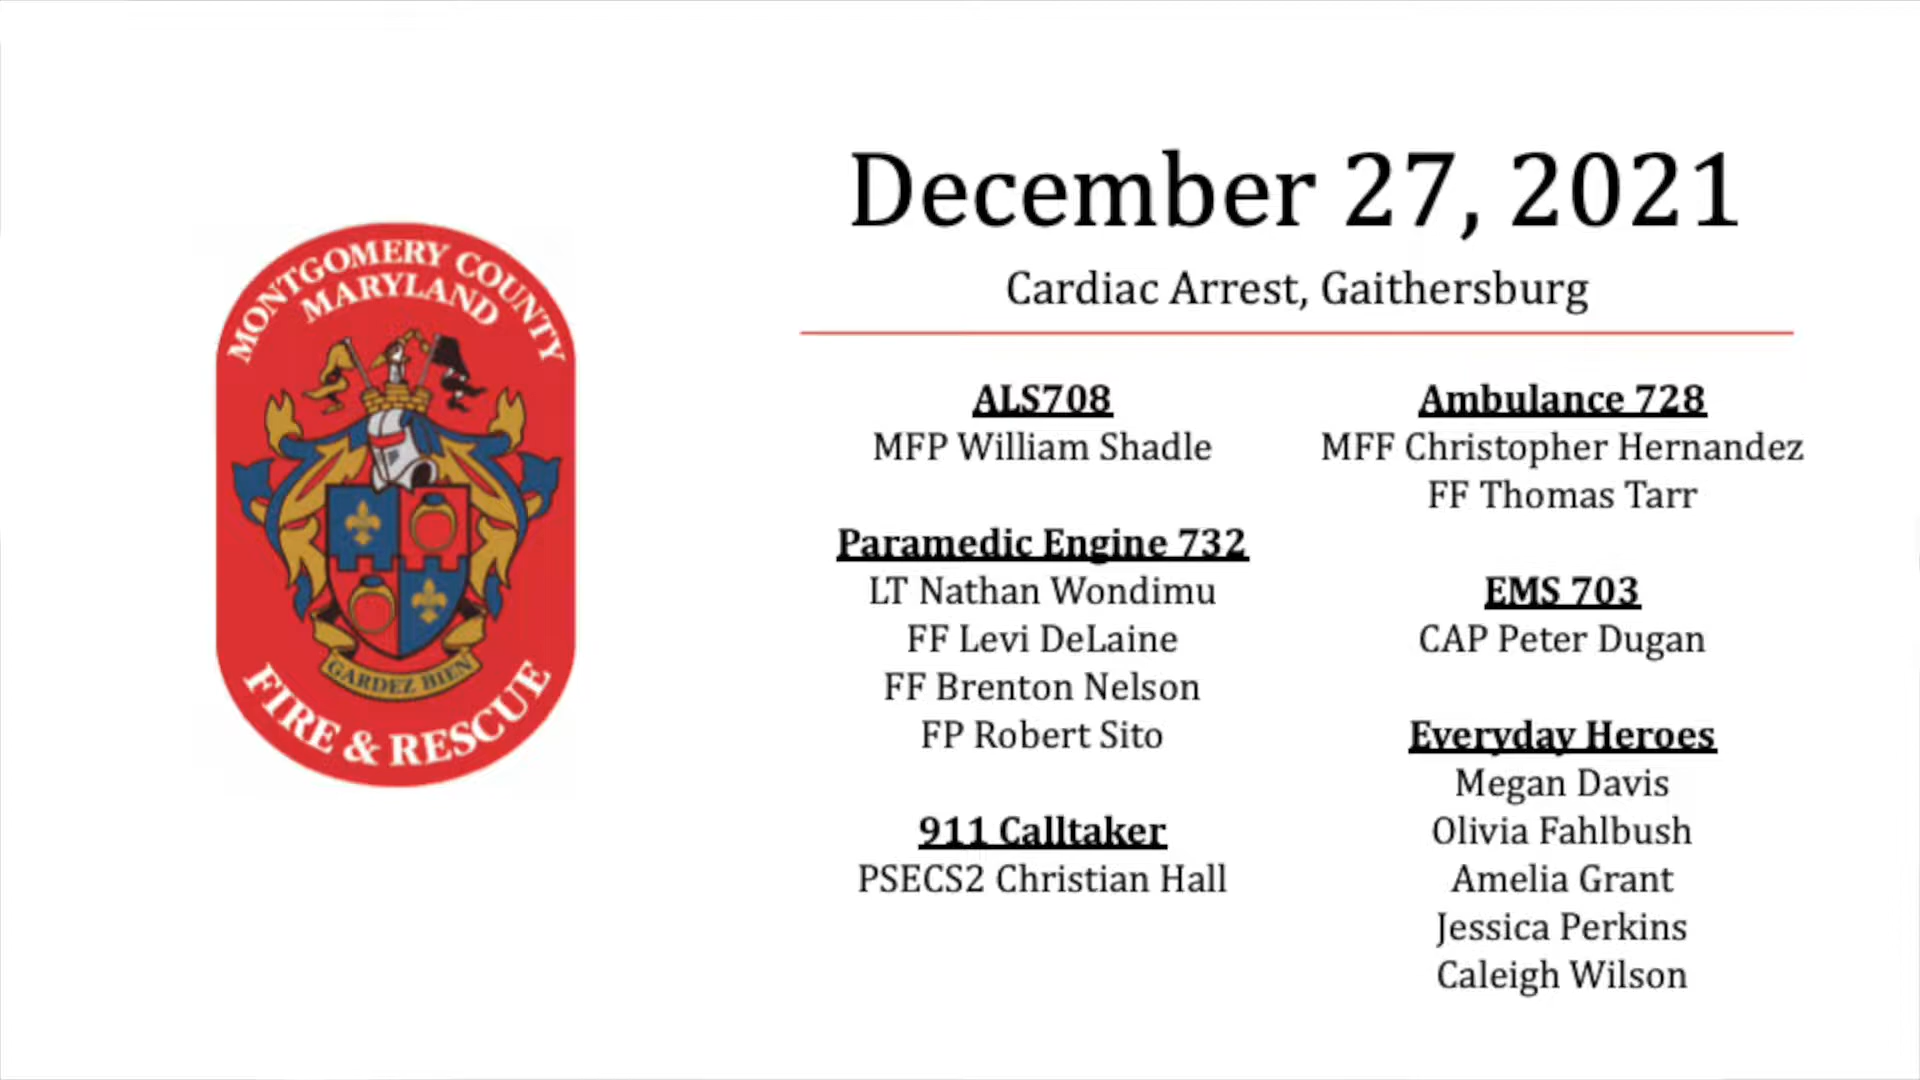 MONTGOMERY COUNTY
MARYLAND
GARDEZ BIEN
FIRE & RESCUE
December 27, 2021
Cardiac Arrest, Gaithersburg
ALS708
MFP William Shadle
Paramedic Engine 732
LT Nathan Wondimu
FF Levi DeLaine
FF Brenton Nelson
FP Robert Sito
911 Calltaker
PSECS2 Christian Hall
Ambulance 728
MFF Christopher Hernandez
FF Thomas Tarr
EMS 703
CAP Peter Dugan
Everyday Heroes
Megan Davis
Olivia Fahlbush
Amelia Grant
Jessica Perkins
Caleigh Wilson